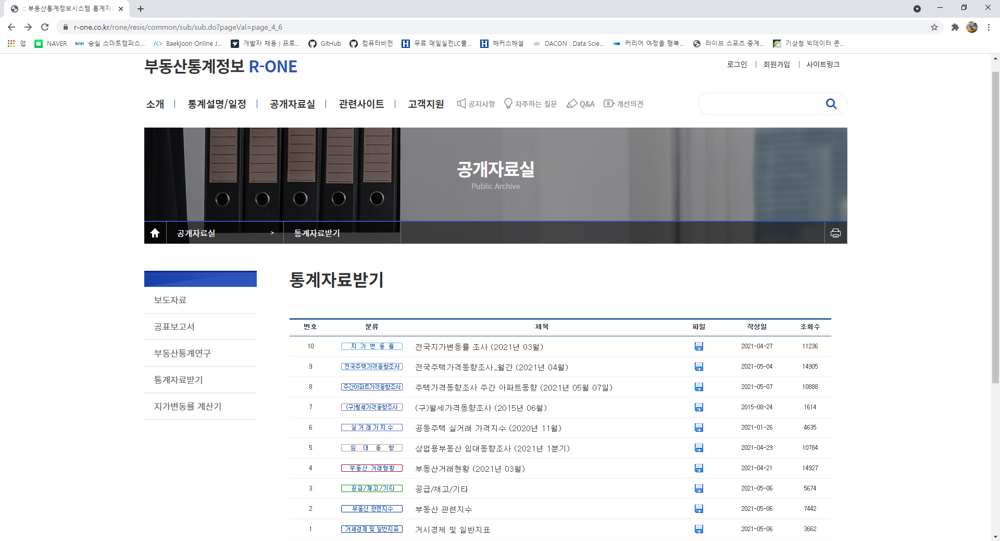 :: 부동산통계정보시스템 통계자료
r-one.co.kr/rone/resis/common/sub/sub.do?pageVal=page_4_6
앱 NAVER 숭실 스마트캠퍼스... Baekjoon Online J... 개발자 채용 | 프로... GitHub 컴퓨터비전 무료 매일실전LC풀... 해커스해설 DACON : Data Scie... 커리어 여정을 행복... 라이브 스포츠 중계... 기상청 빅데이터 콘...
부동산통계정보 R-ONE
로그인 | 회원가입 | 사이트링크
소개 | 통계설명/일정 | 공개자료실 | 관련사이트 | 고객지원 공지사항 자주하는 질문 Q&A 개선의견
공개자료실
Public Archive
공개자료실 > 통계자료받기
통계자료받기
보도자료
공표보고서
부동산통계연구
통계자료받기
지가변동률 계산기
번호 분류 제목 파일 작성일 조회수
10 지 가 변 동 률 전국지가변동률 조사 (2021년 03월) 2021-04-27 11236
9 전국주택가격동향조사 전국주택가격동향조사_월간 (2021년 04월) 2021-05-04 14905
8 주간아파트가격동향조사 주택가격동향조사 주간 아파트동향 (2021년 05월 07일) 2021-05-07 10888
7 (구)월세가격동향조사 (구)월세가격동향조사 (2015년 06월) 2015-08-24 1614
6 실 거 래 가 지 수 공동주택 실거래 가격지수 (2020년 11월) 2021-01-26 4635
5 임 대 동 향 상업용부동산 임대동향조사 (2021년 1분기) 2021-04-29 10784
4 부동산 거래현황 부동산거래현황 (2021년 03월) 2021-04-21 14927
3 공급/재고/기타 공급/재고/기타 2021-05-06 5674
2 부동산 관련지수 부동산 관련지수 2021-05-06 7442
1 거세경제 및 일반지표 거시경제 및 일반지표 2021-05-06 3662